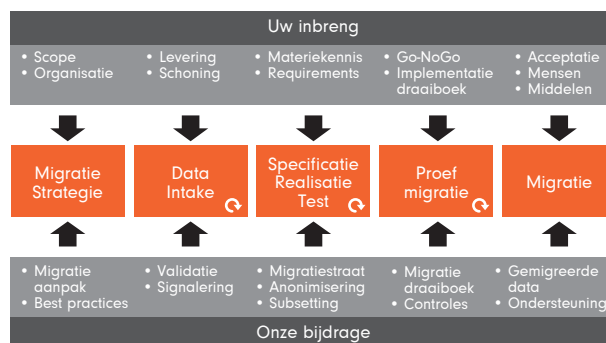 Uw inbreng
• Scope
• Organisatie
• Levering
• Schoning
• Materiekennis
• Requirements
• Go-NoGo
• Implementatie
draaiboek
• Acceptatie
• Mensen
• Middelen
Migratie
Strategie
Data
Intake
Specificatie
Realisatie
Test
Proef
migratie
Migratie
• Migratie
aanpak
• Best practices
• Validatie
• Signalering
• Migratiestraat
• Anonimisering
• Subsetting
• Migratie
draaiboek
• Controles
• Gemigreerde
data
• Ondersteuning
Onze bijdrage